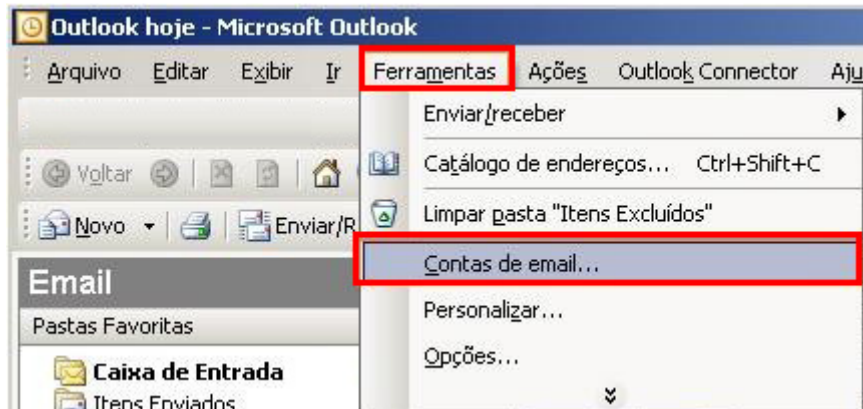 Outlook hoje - Microsoft Outlook
Arquivo Editar Exibir Ir Ferramentas Ações Outlook Connector
Enviar/receber
Voltar Catálogo de endereços... Ctrl+Shift+C
Novo Enviar/R Limpar pasta "Itens Excluídos"
Contas de email...
Email
Personalizar...
Pastas Favoritas
Opções...
Caixa de Entrada
Itens Enviados